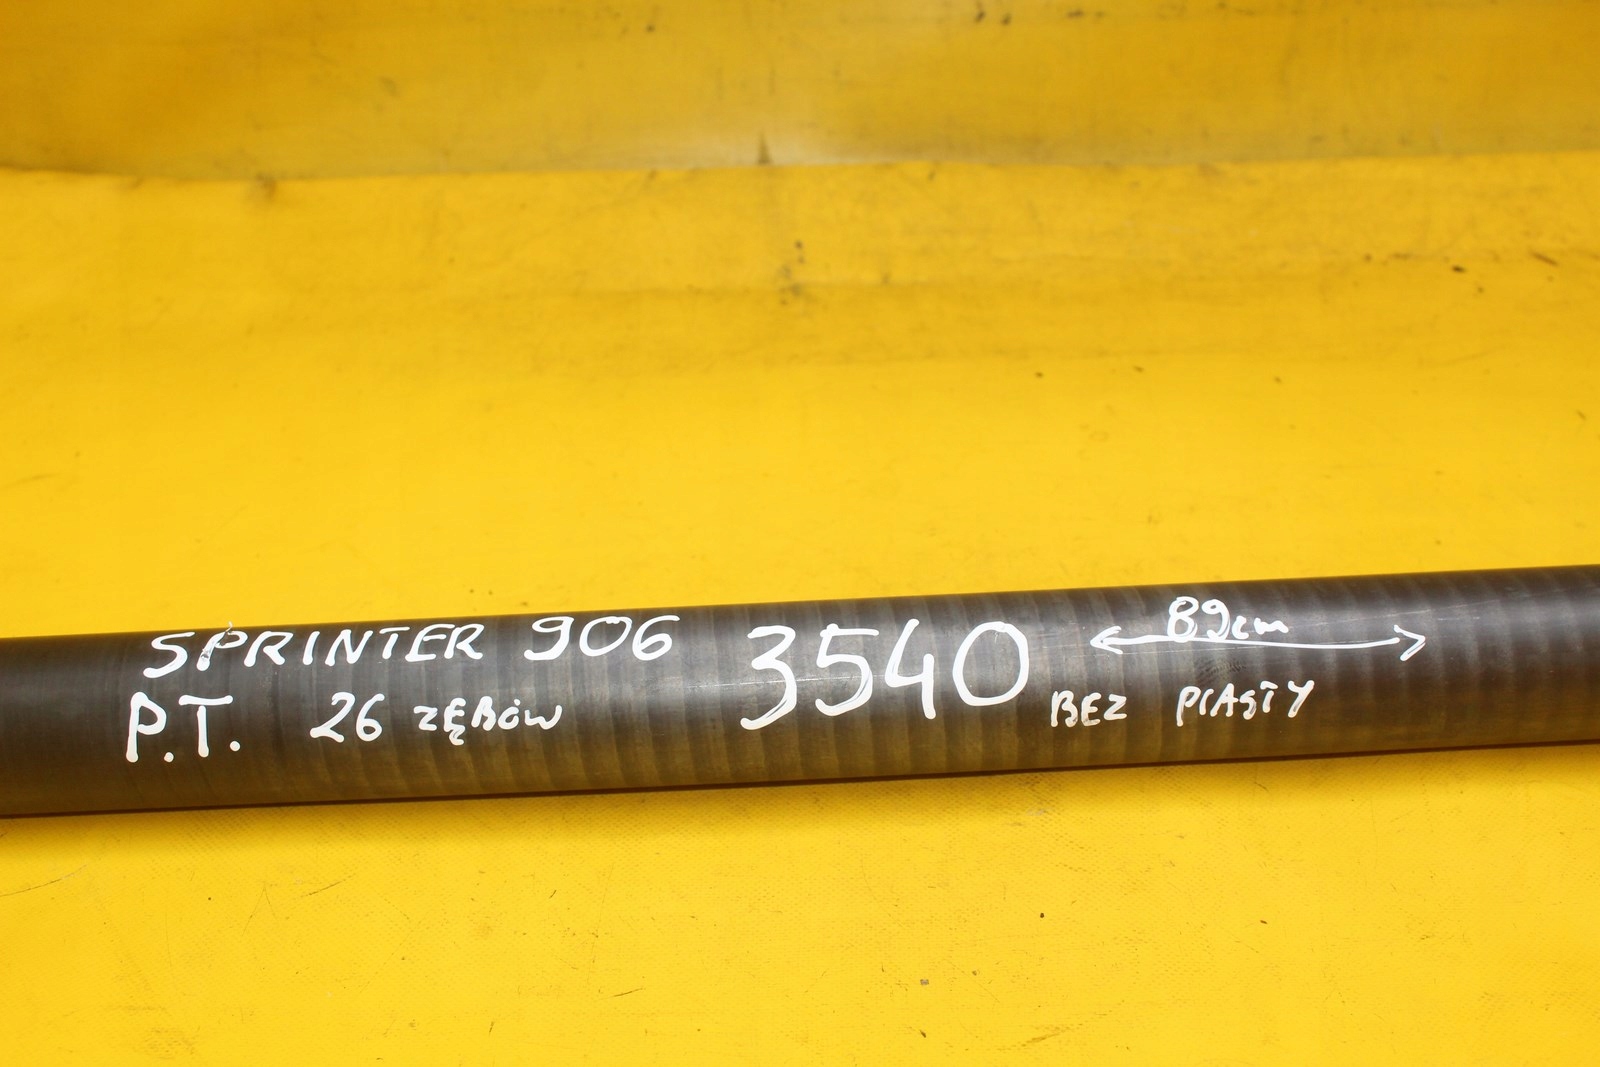 SPRINTER 906
P.T. 26 ZĘBÓW
3540
89cm
BEZ PIASTY